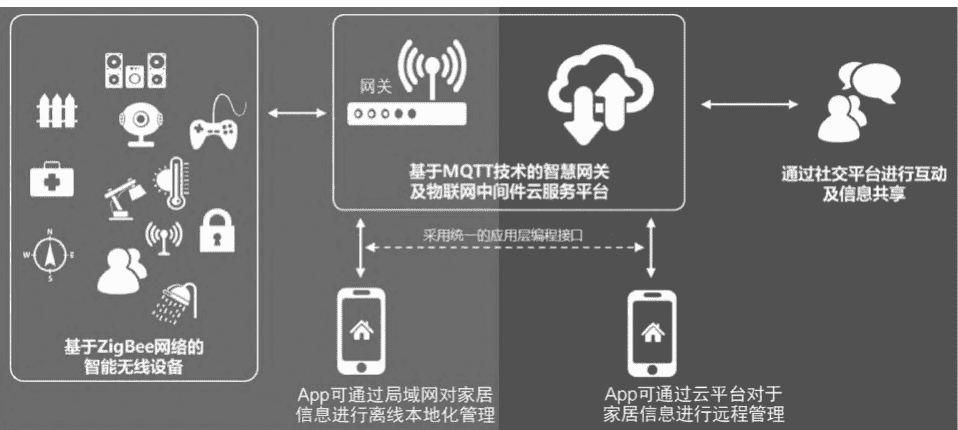 网关
基于MQTT技术的智慧网关
及物联网中间件云服务平台
通过社交平台进行互动
及信息共享
采用统一的应用层编程接口
N
W
E
S
基于ZigBee网络的
智能无线设备
App可通过局域网对家居
信息进行离线本地化管理
App可通过云平台对于
家居信息进行远程管理